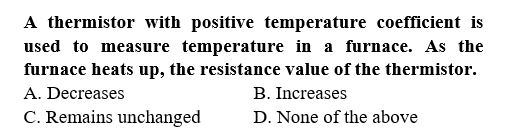 A thermistor with positive temperature coefficient is
used to measure temperature in a furnace. As the
furnace heats up, the resistance value of the thermistor.
A. Decreases B. Increases
C. Remains unchanged D. None of the above